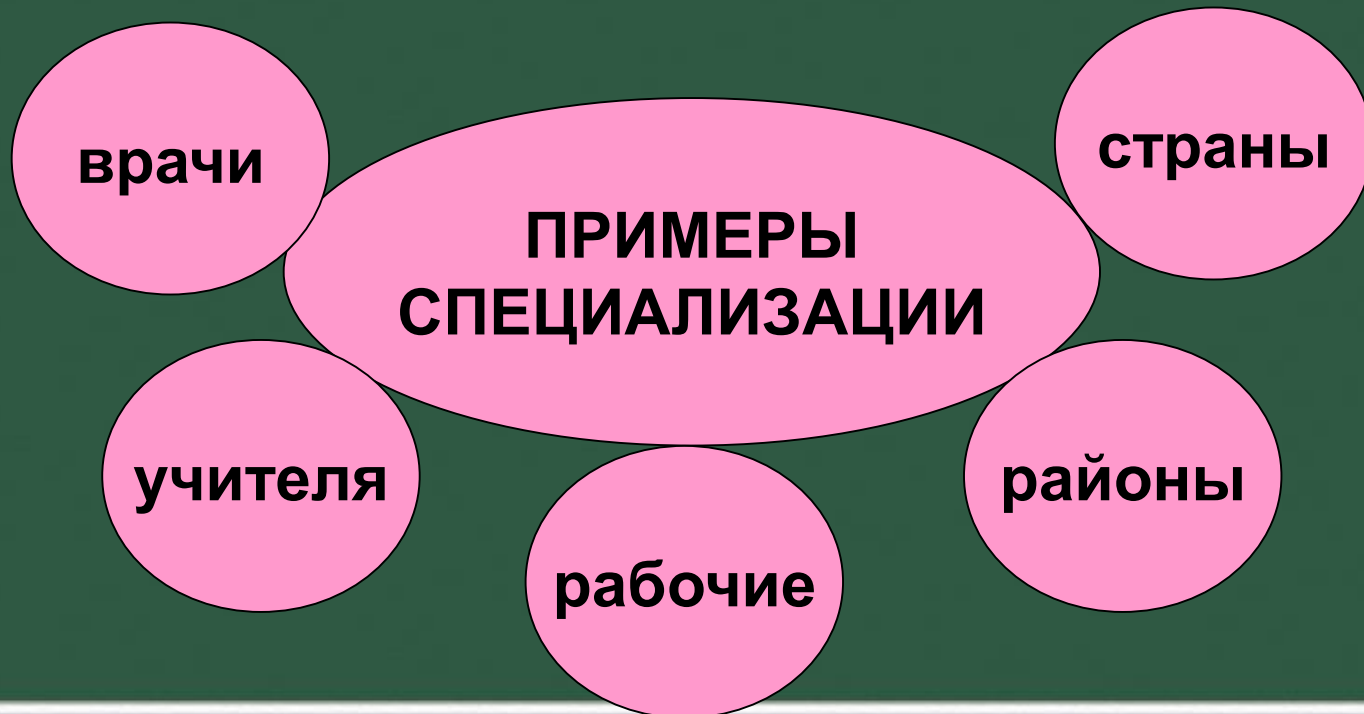 врачи
страны
ПРИМЕРЫ
СПЕЦИАЛИЗАЦИИ
учителя
районы
рабочие